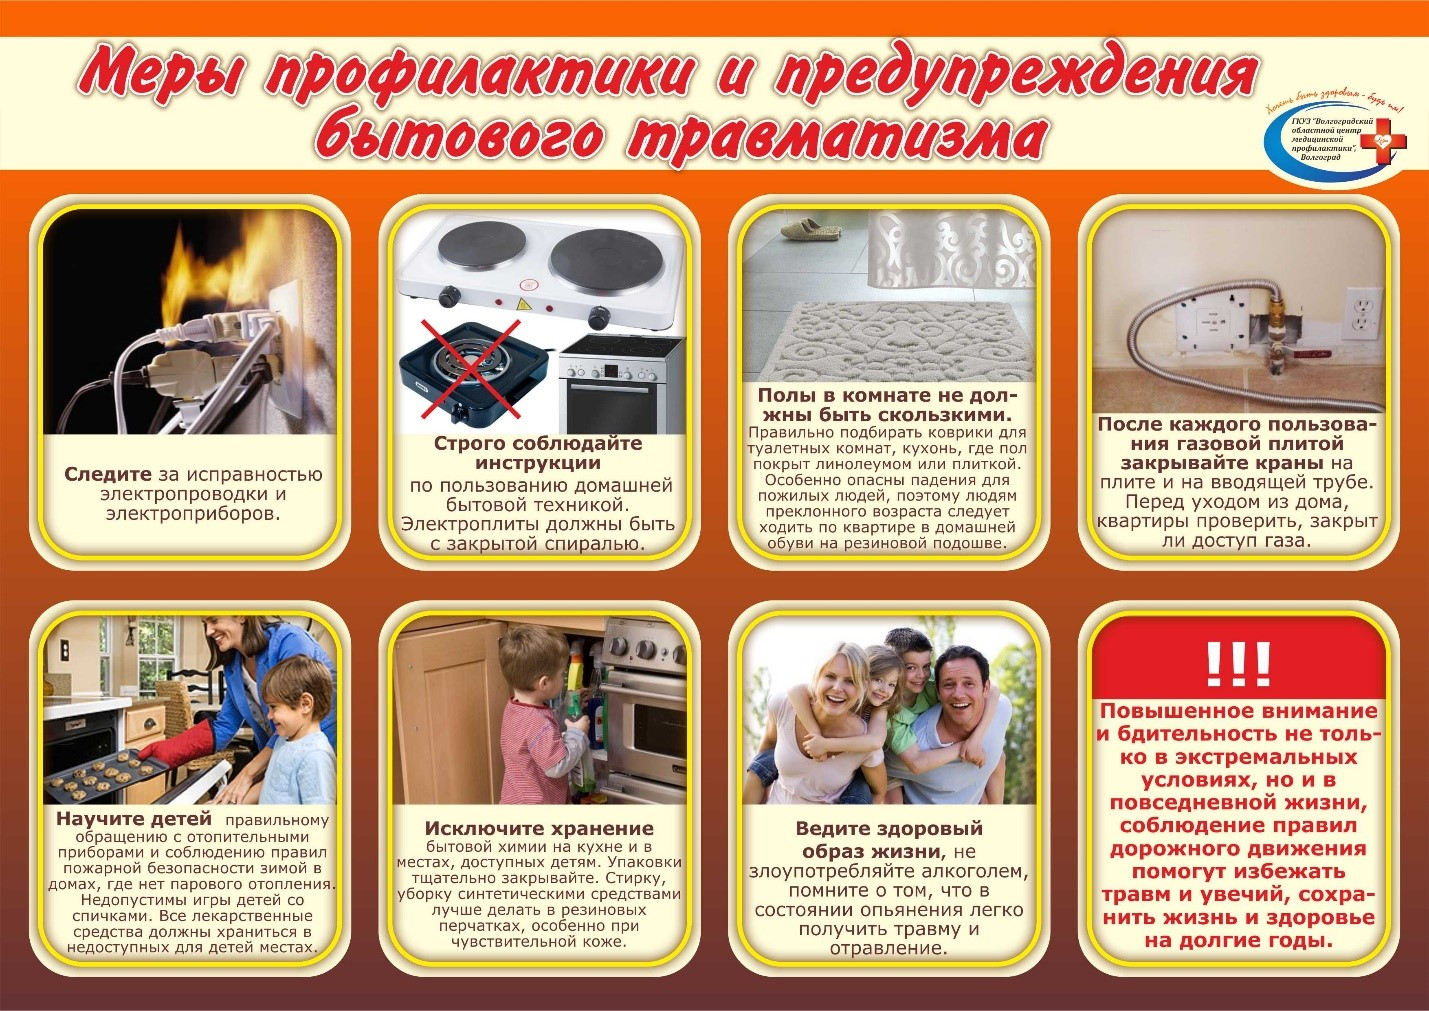 Меры профилактики и предупреждения
бытового травматизма
Хочешь быть здоровым - будь им!
ГКУЗ "Волгоградский
областной центр
медицинской
профилактики",
Волгоград
Следите за исправностью
электропроводки и
электроприборов.
Строго соблюдайте
инструкции
по пользованию домашней
бытовой техникой.
Электроплиты должны быть
с закрытой спиралью.
Полы в комнате не дол-
жны быть скользкими.
Правильно подбирать коврики для
туалетных комнат, кухонь, где пол
покрыт линолеумом или плиткой.
Особенно опасны падения для
пожилых людей, поэтому людям
преклонного возраста следует
ходить по квартире в домашней
обуви на резиновой подошве.
После каждого пользова-
ния газовой плитой
закрывайте краны на
плите и на вводящей трубе.
Перед уходом из дома,
квартиры проверить, закрыт
ли доступ газа.
Научите детей правильному
обращению с отопительными
приборами и соблюдению правил
пожарной безопасности зимой в
домах, где нет парового отопления.
Недопустимы игры детей со
спичками. Все лекарственные
средства должны храниться в
недоступных для детей местах.
Исключите хранение
бытовой химии на кухне и в
местах, доступных детям. Упаковки
тщательно закрывайте. Стирку,
уборку синтетическими средствами
лучше делать в резиновых
перчатках, особенно при
чувствительной коже.
Ведите здоровый
образ жизни, не
злоупотребляйте алкоголем,
помните о том, что в
состоянии опьянения легко
получить травму и
отравление.
!!!
Повышенное внимание
и бдительность не толь-
ко в экстремальных
условиях, но и в
повседневной жизни,
соблюдение правил
дорожного движения
помогут избежать
травм и увечий, сохра-
нить жизнь и здоровье
на долгие годы.